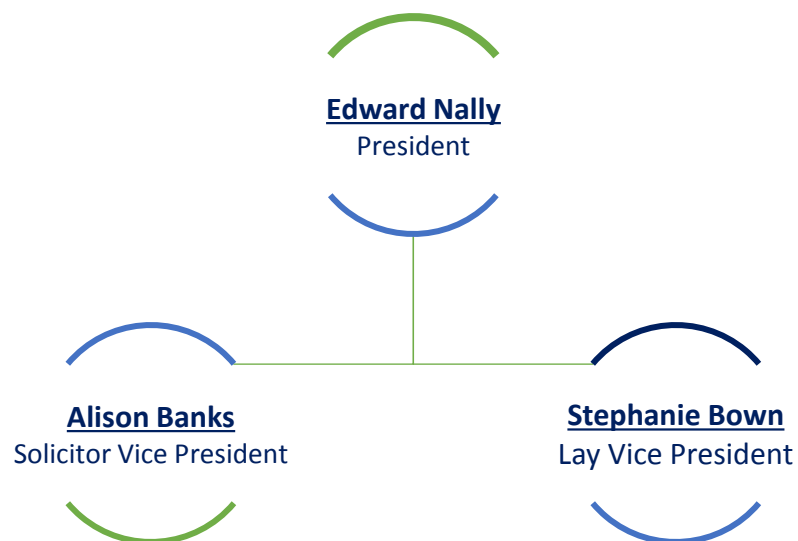 Edward Nally
President
Alison Banks
Solicitor Vice President
Stephanie Bown
Lay Vice President